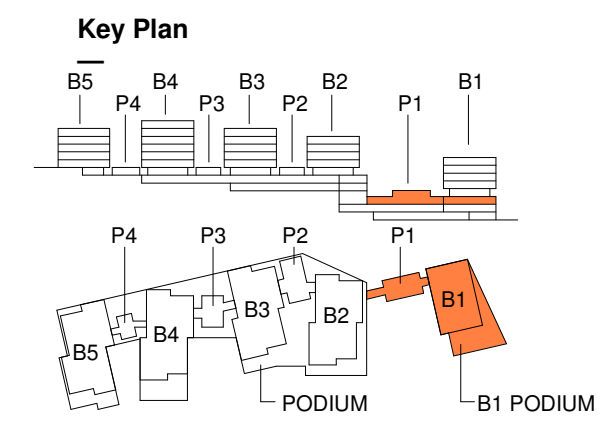 Key Plan
B5 P4 B4 P3 B3 P2 B2 P1 B1
P4 P3 P2 P1
B5 B4 B3 B2 B1
PODIUM B1 PODIUM